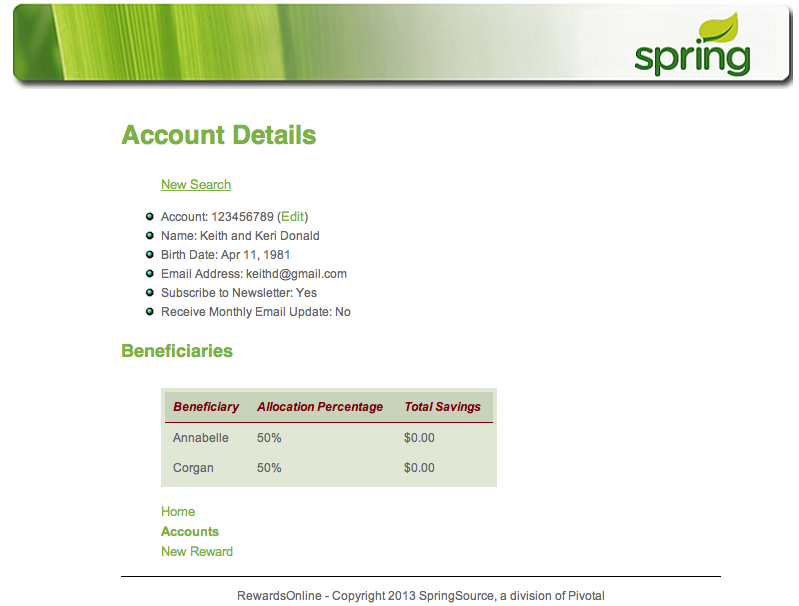 spring
Account Details
New Search
Account: 123456789 (Edit)
Name: Keith and Keri Donald
Birth Date: Apr 11, 1981
Email Address: keithd@gmail.com
Subscribe to Newsletter: Yes
Receive Monthly Email Update: No
Beneficiaries
Beneficiary Allocation Percentage Total Savings
Annabelle 50% $0.00
Corgan 50% $0.00
Home
Accounts
New Reward
RewardsOnline - Copyright 2013 SpringSource, a division of Pivotal